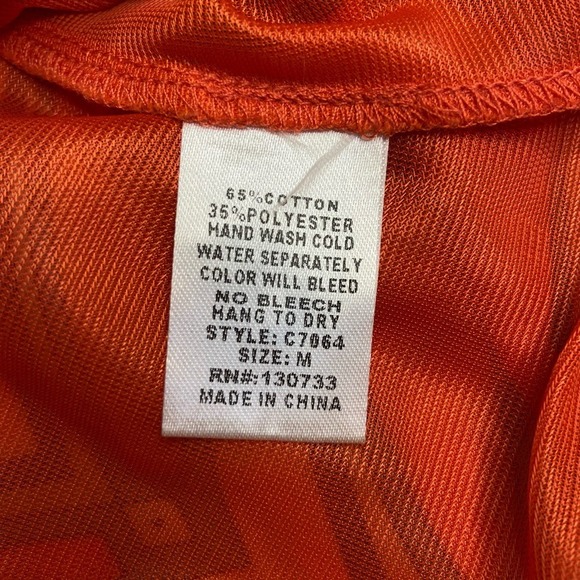 65%COTTON
35%POLYESTER
HAND WASH COLD
WATER SEPARATELY
COLOR WILL BLEED
NO BLEECH
HANG TO DRY
STYLE: C7064
SIZE: M
RN#:130733
MADE IN CHINA